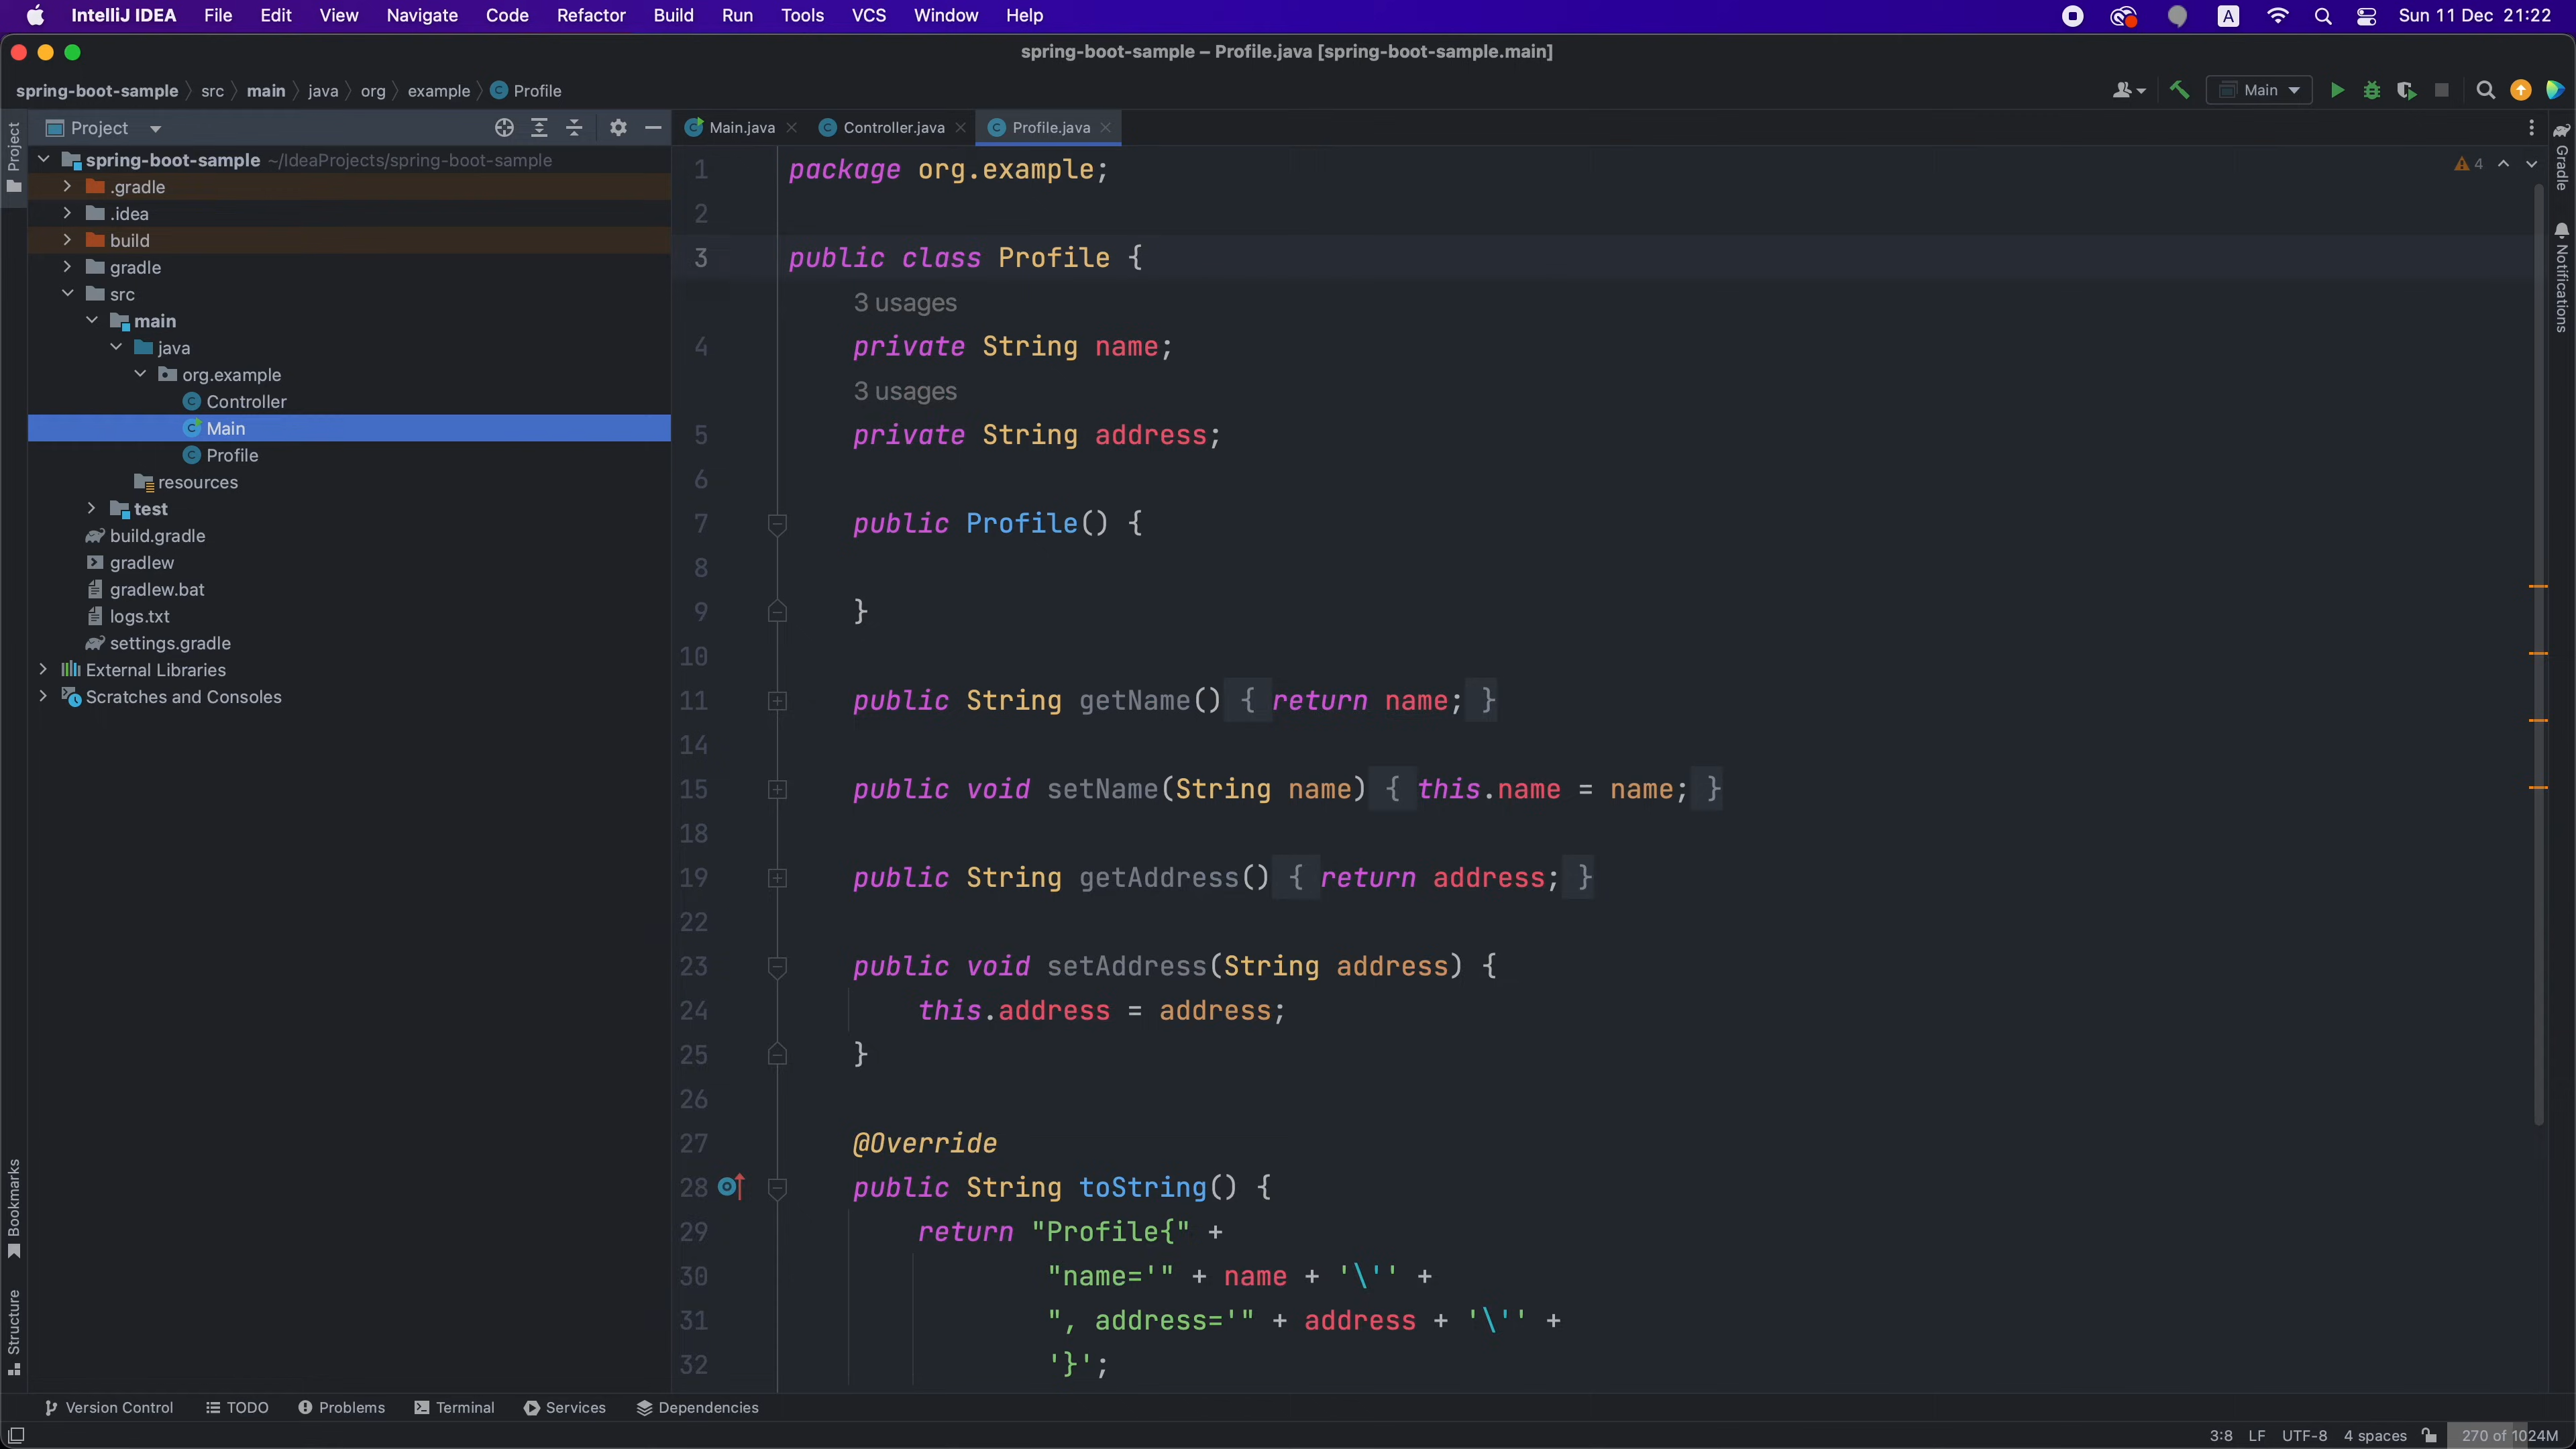 IntelliJ IDEA File Edit View Navigate Code Refactor Build Run Tools VCS Window Help A Sun 11 Dec 21:22
spring-boot-sample – Profile.java [spring-boot-sample.main]
spring-boot-sample src main java org example Profile Main
Project Project Main.java Controller.java Profile.java
spring-boot-sample ~/IdeaProjects/spring-boot-sample
.gradle
.idea
build
gradle
src
main
java
org.example
Controller
Main
Profile
resources
test
build.gradle
gradlew
gradlew.bat
logs.txt
settings.gradle
External Libraries
Scratches and Consoles
1 package org.example;
2
3 public class Profile {
3 usages
4 private String name;
3 usages
5 private String address;
6
7 public Profile() {
8
9 }
10
11 public String getName() { return name; }
14
15 public void setName(String name) { this.name = name; }
18
19 public String getAddress() { return address; }
22
23 public void setAddress(String address) {
24 this.address = address;
25 }
26
27 @Override
28 public String toString() {
29 return "Profile{" +
30 "name='" + name + '\'' +
31 ", address='" + address + '\'' +
32 '}';
4
Gradle
Notifications
Bookmarks
Structure
Version Control TODO Problems Terminal Services Dependencies
3:8 LF UTF-8 4 spaces 270 of 1024M